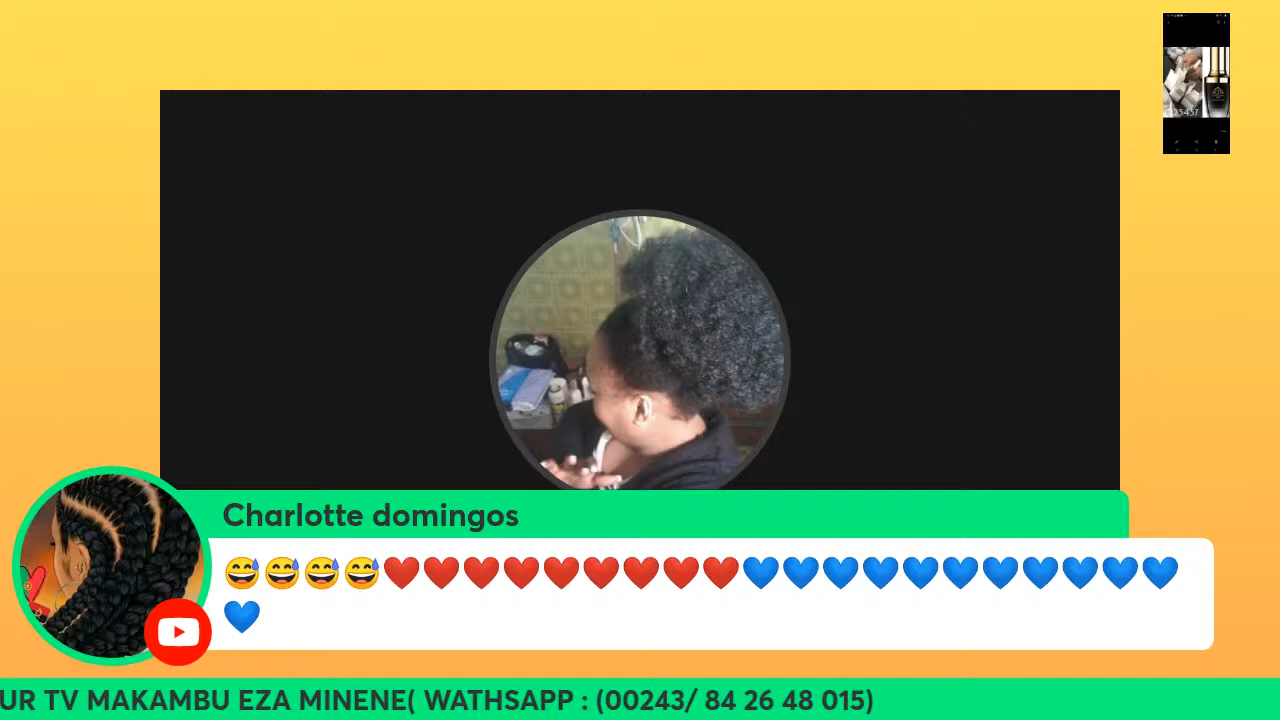 Charlotte domingos
😅😅😅😅❤️❤️❤️❤️❤️❤️❤️❤️❤️💙💙💙💙💙💙💙💙💙💙💙
💙
UR TV MAKAMBU EZA MINENE( WATHSAPP : (00243/ 84 26 48 015)